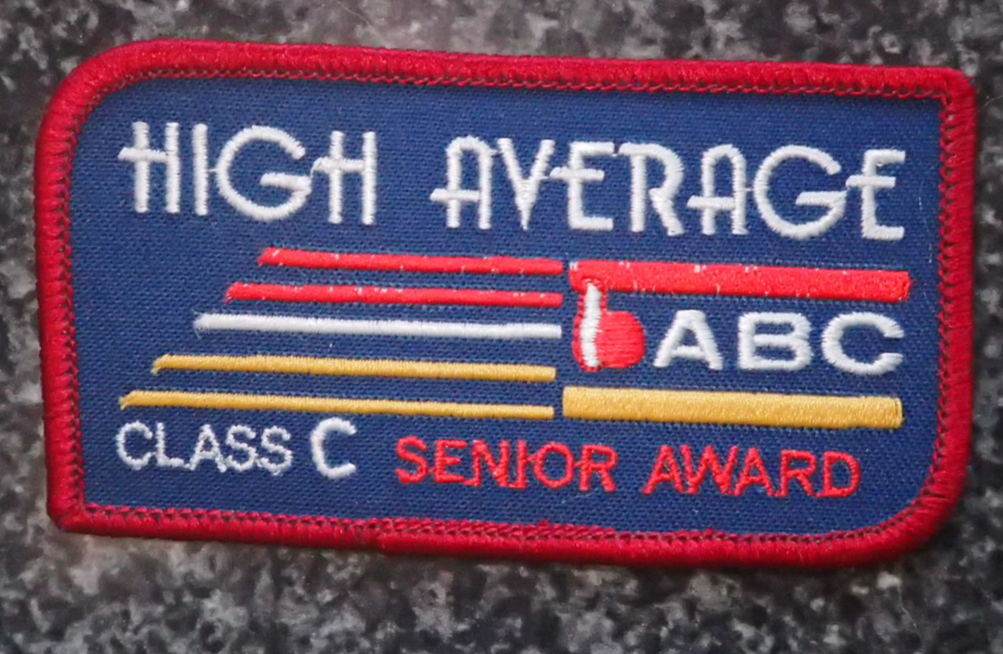 HIGH AVERAGE
ABC
CLASS C SENIOR AWARD